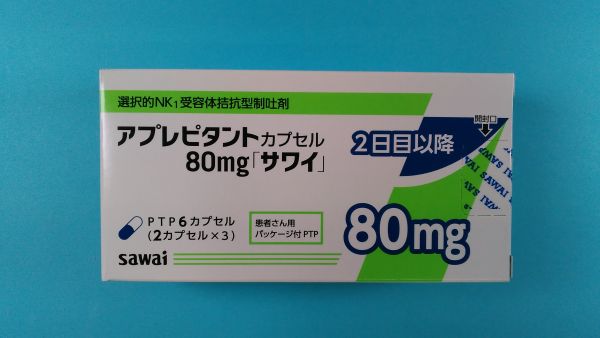 選択的NK1受容体拮抗型制吐剤
アプレピタントカプセル
80mg「サワイ」
2日目以降
開封口
SAWAI
PTP6カプセル
(2カプセル×3)
患者さん用
パッケージ付PTP
80mg
sawai